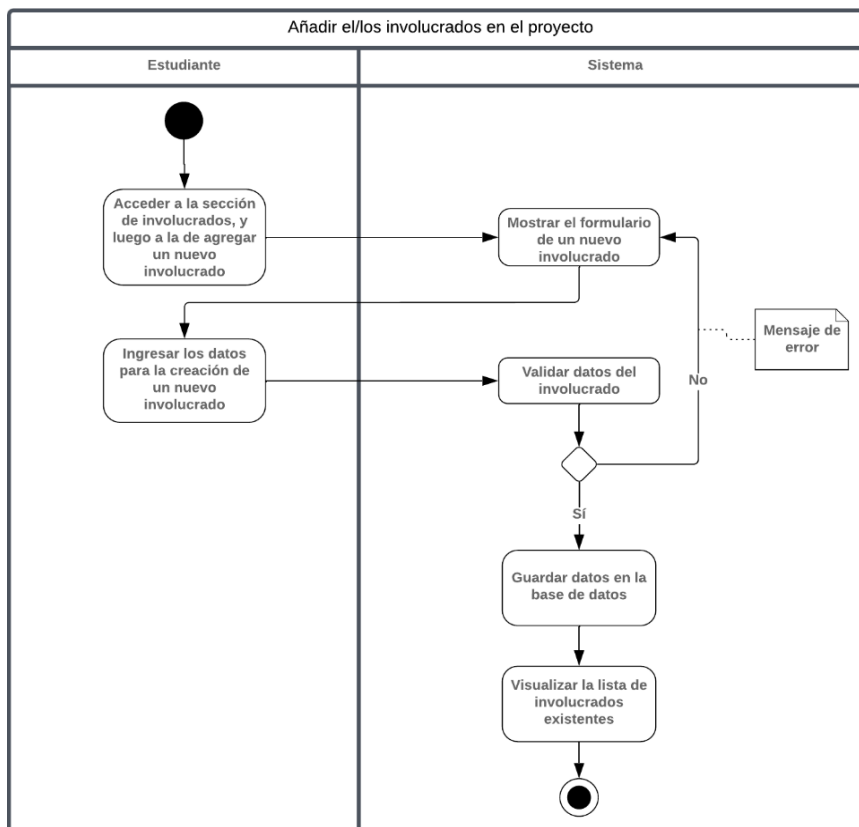 Añadir el/los involucrados en el proyecto
Estudiante
Sistema
Acceder a la sección
de involucrados, y
luego a la de agregar
un nuevo
involucrado
Mostrar el formulario
de un nuevo
involucrado
Mensaje de
error
Ingresar los datos
para la creación de
un nuevo
involucrado
Validar datos del
involucrado
No
Sí
Guardar datos en la
base de datos
Visualizar la lista de
involucrados
existentes